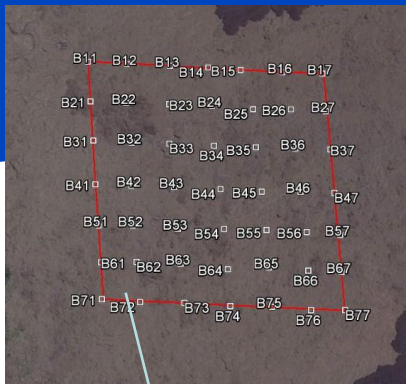 B11 B12 B13 B14 B15 B16 B17
B21 B22 B23 B24 B25 B26 B27
B31 B32 B33 B34 B35 B36 B37
B41 B42 B43 B44 B45 B46 B47
B51 B52 B53 B54 B55 B56 B57
B61 B62 B63 B64 B65 B66 B67
B71 B72 B73 B74 B75 B76 B77